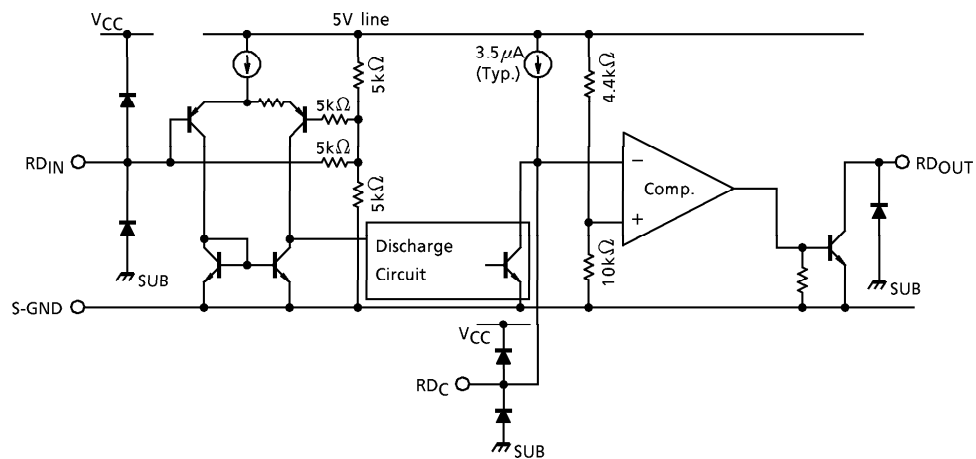 VCC
5V line
3.5μA
(Typ.)
5kΩ
4.4kΩ
5kΩ
5kΩ
RDIN
RDOUT
Comp.
−
+
5kΩ
Discharge
Circuit
10kΩ
SUB
SUB
S-GND
VCC
RDC
SUB